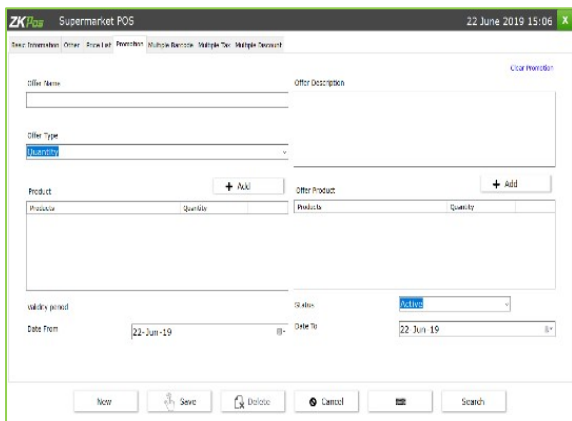 ZKPos Supermarket POS 22 June 2019 15:06 X
Basic Information Other Price List Promotion Multiple Barcode Multiple Tax Multiple Discount
Clear Promotion
Offer Name Offer Description
Offer Type
Quantity
Product + Add Offer Product + Add
Products Quantity Products Quantity
Validity period Status Active
Date From 22-Jun-19 Date To 22-Jun-19
New Save Delete Cancel Search